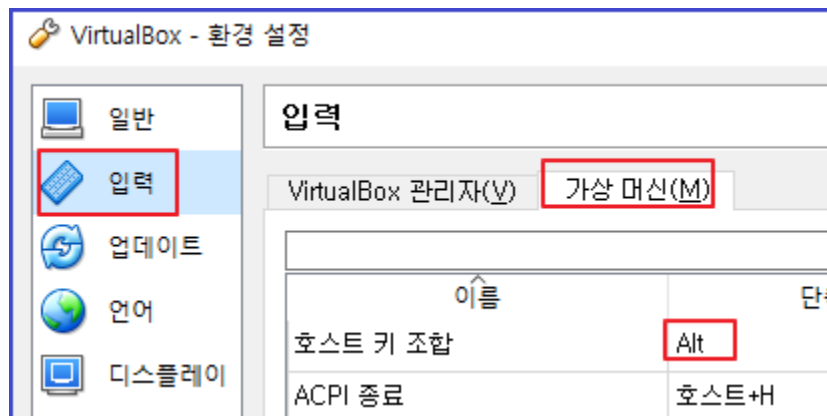 VirtualBox - 환경 설정
일반
입력
업데이트
언어
디스플레이
입력
VirtualBox 관리자(V)
가상 머신(M)
이름
호스트 키 조합
Alt
ACPI 종료
호스트+H